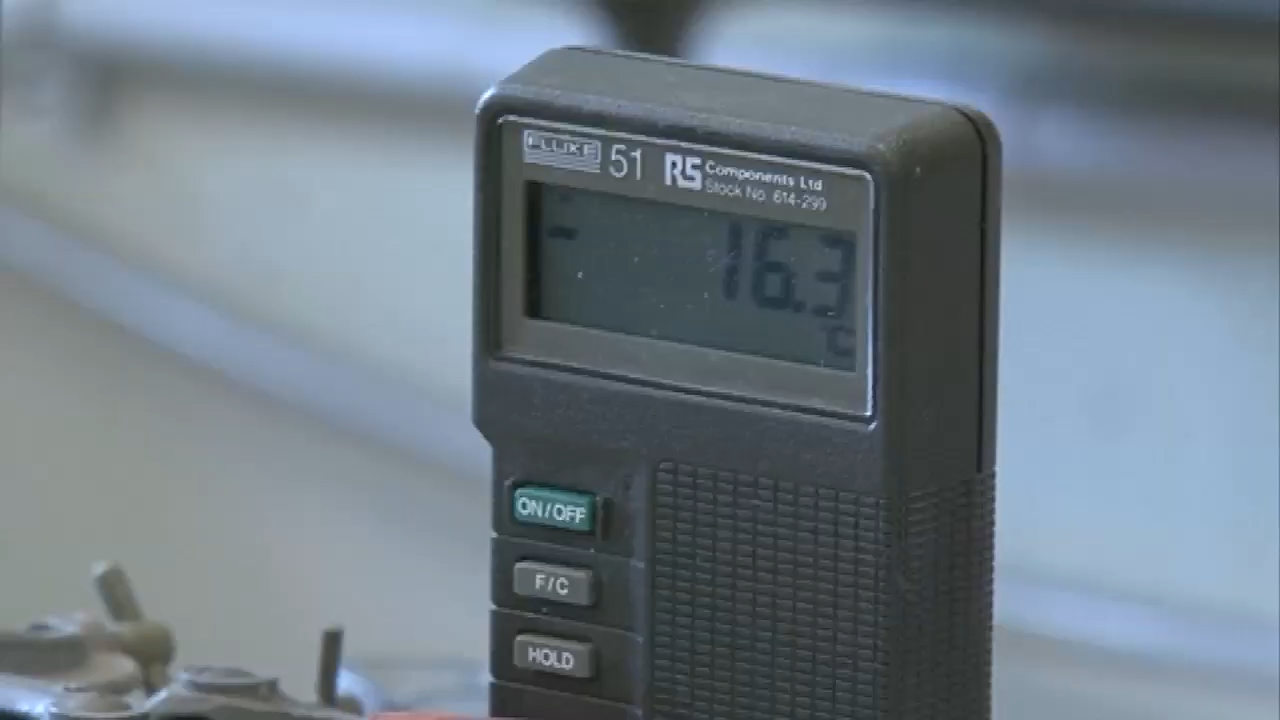 FLUKE 51 RS Components Ltd
Stock No. 614-299
- 16.3
°C
ON/OFF
F/C
HOLD